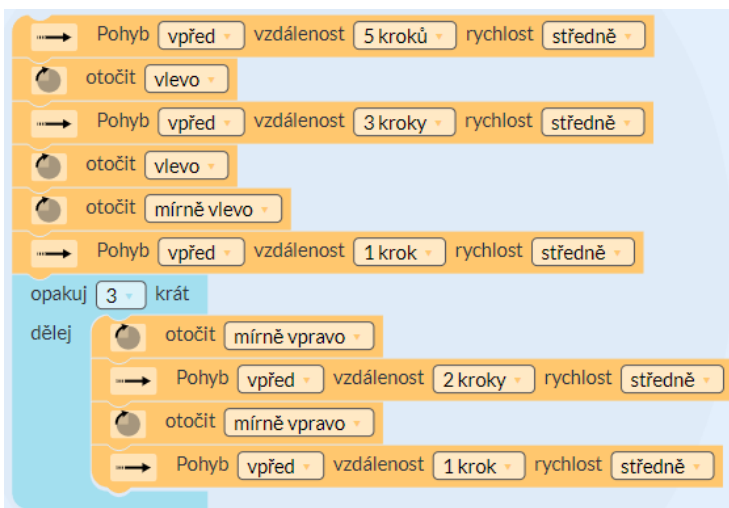 Pohyb vpřed vzdálenost 5 kroků rychlost středně
otočit vlevo
Pohyb vpřed vzdálenost 3 kroky rychlost středně
otočit vlevo
otočit mírně vlevo
Pohyb vpřed vzdálenost 1 krok rychlost středně
opakuj 3 krát
dělej otočit mírně vpravo
Pohyb vpřed vzdálenost 2 kroky rychlost středně
otočit mírně vpravo
Pohyb vpřed vzdálenost 1 krok rychlost středně